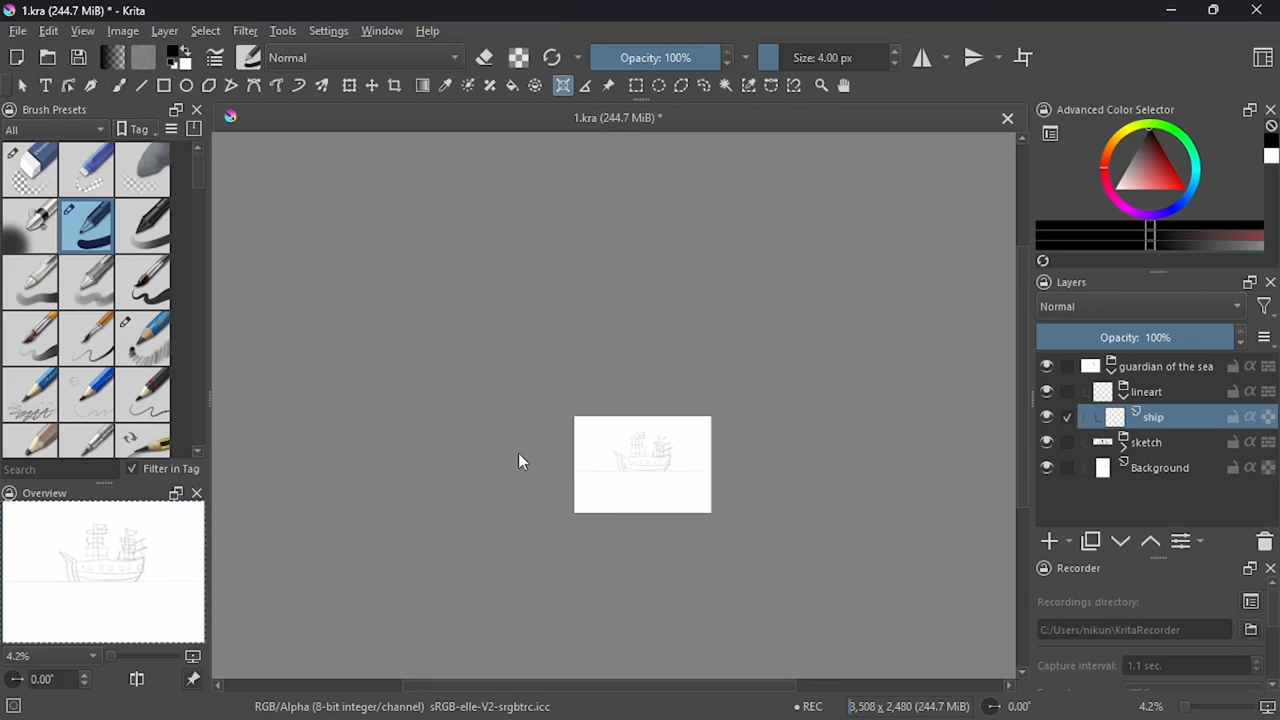 1.kra (244.7 MiB) * - Krita
File Edit View Image Layer Select Filter Tools Settings Window Help
Normal
Opacity: 100%
Size: 4.00 px
Brush Presets
All
Tag
Search
Filter in Tag
Overview
4.2%
0.00°
1.kra (244.7 MiB) *
Advanced Color Selector
Layers
Normal
Opacity: 100%
guardian of the sea
lineart
ship
sketch
Background
Recorder
Recordings directory:
C:/Users/nikun\KritaRecorder
Capture interval: 1.1 sec.
RGB/Alpha (8-bit integer/channel) sRGB-elle-V2-srgbtrc.icc
REC
3,508 x 2,480 (244.7 MiB)
0.00°
4.2%